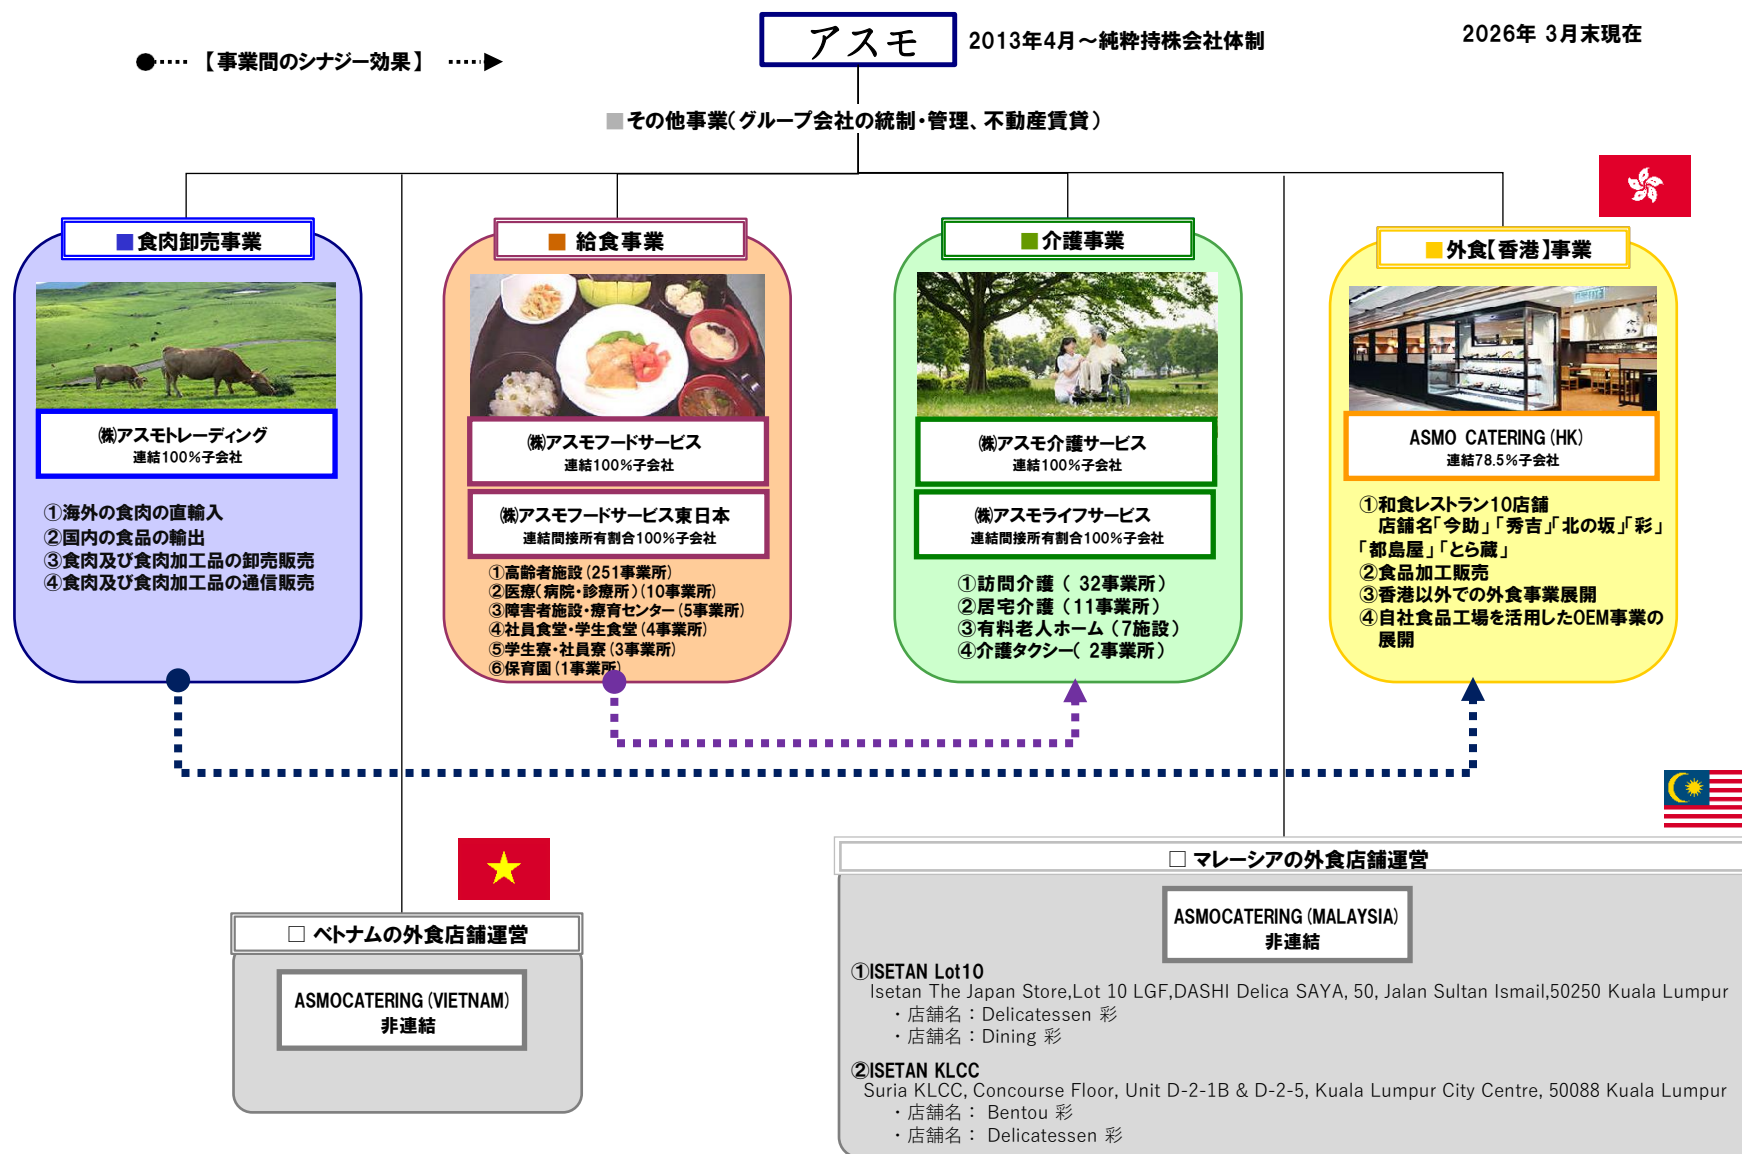 アスモ
2013年4月～純粋持株会社体制
2026年 3月末現在
●‥‥ 【事業間のシナジー効果】 ‥‥▶
■その他事業（グループ会社の統制・管理、不動産賃貸）
■食肉卸売事業
㈱アスモトレーディング
連結100％子会社
①海外の食肉の直輸入
②国内の食品の輸出
③食肉及び食肉加工品の卸売販売
④食肉及び食肉加工品の通信販売
■ 給食事業
㈱アスモフードサービス
連結100％子会社
㈱アスモフードサービス東日本
連結間接所有割合100％子会社
①高齢者施設（251事業所）
②医療（病院・診療所）（10事業所）
③障害者施設・療育センター（5事業所）
④社員食堂・学生食堂（4事業所）
⑤学生寮・社員寮（3事業所）
⑥保育園（1事業所）
■介護事業
㈱アスモ介護サービス
連結100％子会社
㈱アスモライフサービス
連結間接所有割合100％子会社
①訪問介護（ 32事業所）
②居宅介護（11事業所）
③有料老人ホーム（7施設）
④介護タクシー（ 2事業所）
■外食【香港】事業
ASMO CATERING（HK）
連結78.5％子会社
①和食レストラン10店舗
店舗名「今助」「秀吉」「北の坂」「彩」
「都島屋」「とら蔵」
②食品加工販売
③香港以外での外食事業展開
④自社食品工場を活用したOEM事業の
展開
□ ベトナムの外食店舗運営
ASMOCATERING（VIETNAM）
非連結
□ マレーシアの外食店舗運営
ASMOCATERING（MALAYSIA）
非連結
①ISETAN Lot10
Isetan The Japan Store,Lot 10 LGF,DASHI Delica SAYA, 50, Jalan Sultan Ismail,50250 Kuala Lumpur
・店舗名：Delicatessen 彩
・店舗名：Dining 彩
②ISETAN KLCC
Suria KLCC, Concourse Floor, Unit D-2-1B & D-2-5, Kuala Lumpur City Centre, 50088 Kuala Lumpur
・店舗名： Bentou 彩
・店舗名： Delicatessen 彩